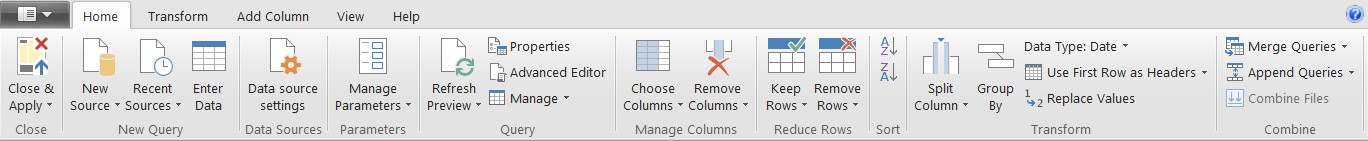 Home Transform Add Column View Help
Close & Apply
New Source
Recent Sources
Enter Data
Data source settings
Manage Parameters
Refresh Preview
Properties
Advanced Editor
Manage
Choose Columns
Remove Columns
Keep Rows
Remove Rows
A Z
Z A
Split Column
Group By
Data Type: Date
Use First Row as Headers
1 2 Replace Values
Merge Queries
Append Queries
Combine Files
Close New Query Data Sources Parameters Query Manage Columns Reduce Rows Sort Transform Combine